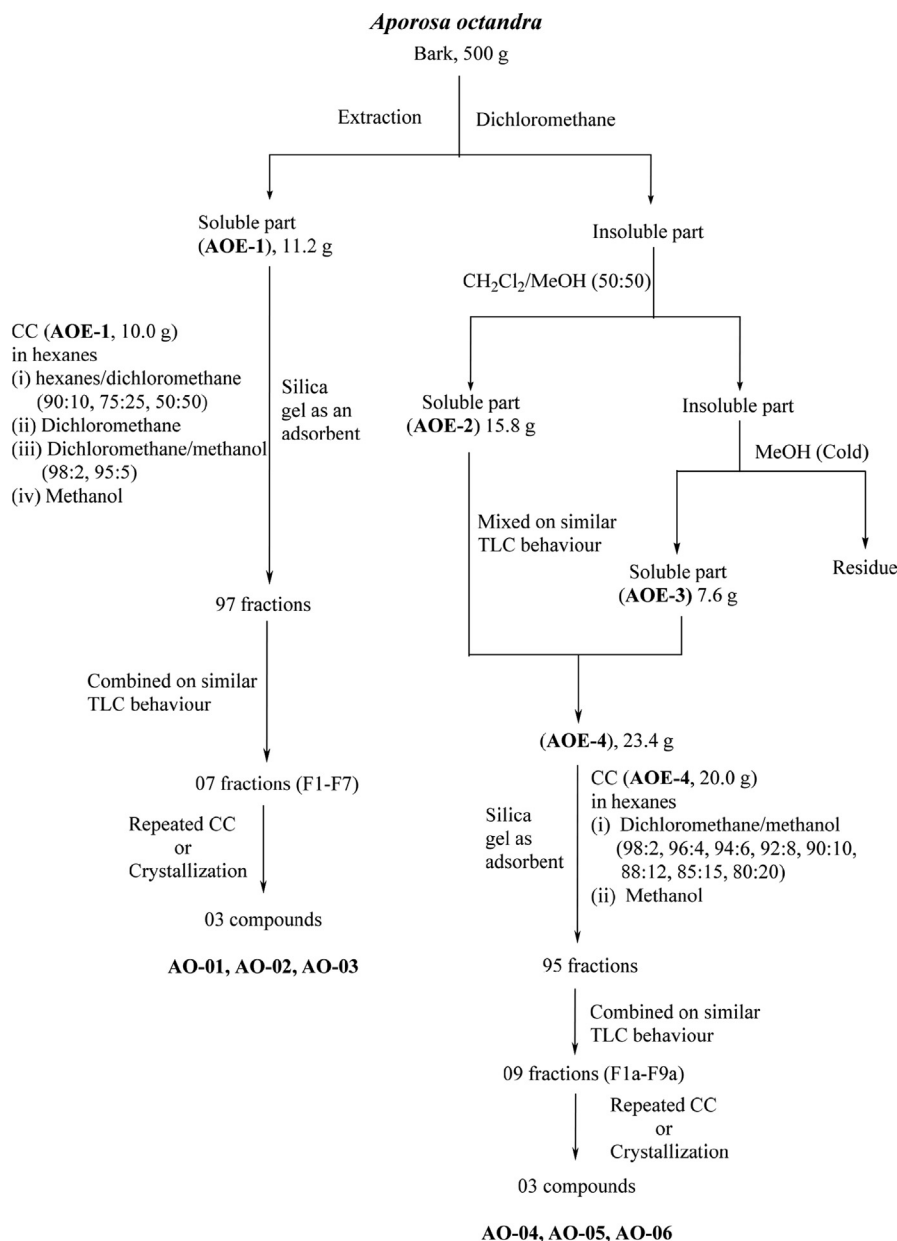 Aporosa octandra
Bark, 500 g
Extraction
Dichloromethane
Soluble part
(AOE-1), 11.2 g
Insoluble part
CH₂Cl₂/MeOH (50:50)
CC (AOE-1, 10.0 g)
in hexanes
(i) hexanes/dichloromethane
(90:10, 75:25, 50:50)
(ii) Dichloromethane
(iii) Dichloromethane/methanol
(98:2, 95:5)
(iv) Methanol
Silica
gel as an
adsorbent
Soluble part
(AOE-2) 15.8 g
Insoluble part
MeOH (Cold)
Mixed on similar
TLC behaviour
Soluble part
(AOE-3) 7.6 g
Residue
97 fractions
Combined on similar
TLC behaviour
07 fractions (F1-F7)
Repeated CC
or
Crystallization
03 compounds
AO-01, AO-02, AO-03
(AOE-4), 23.4 g
Silica
gel as
adsorbent
CC (AOE-4, 20.0 g)
in hexanes
(i) Dichloromethane/methanol
(98:2, 96:4, 94:6, 92:8, 90:10,
88:12, 85:15, 80:20)
(ii) Methanol
95 fractions
Combined on similar
TLC behaviour
09 fractions (F1a-F9a)
Repeated CC
or
Crystallization
03 compounds
AO-04, AO-05, AO-06